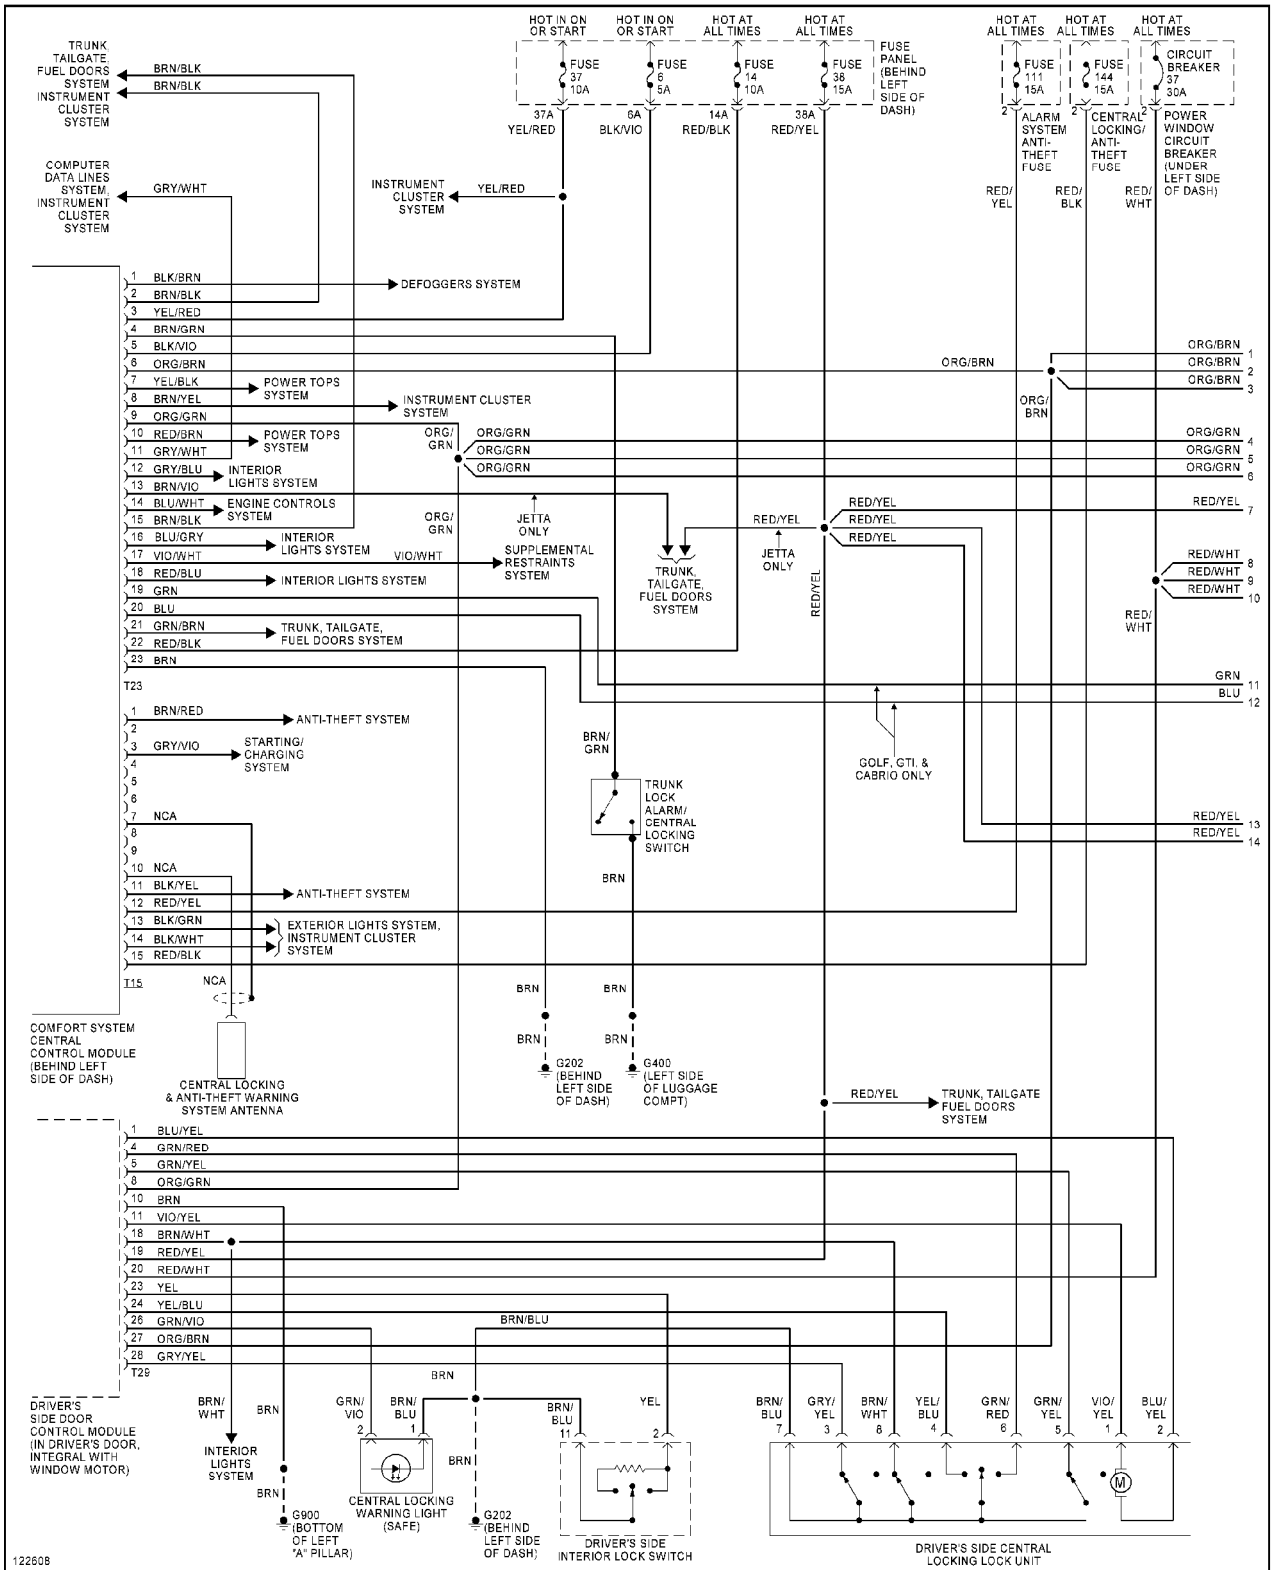 HOT IN ON
OR START
HOT IN ON
OR START
HOT AT
ALL TIMES
HOT AT
ALL TIMES
HOT AT
ALL TIMES
HOT AT
ALL TIMES
HOT AT
ALL TIMES
FUSE
37
10A
FUSE
6
5A
FUSE
14
10A
FUSE
38
15A
FUSE
PANEL
(BEHIND
LEFT
SIDE OF
DASH)
FUSE
111
15A
FUSE
144
15A
CIRCUIT
BREAKER
37
30A
37A
YEL/RED
6A
BLK/VIO
14A
RED/BLK
38A
RED/YEL
2
ALARM
SYSTEM
ANTI-
THEFT
FUSE
2
CENTRAL
LOCKING/
ANTI-
THEFT
FUSE
2
POWER
WINDOW
CIRCUIT
BREAKER
(UNDER
LEFT SIDE
OF DASH)
RED/
YEL
RED/
BLK
RED/
WHT
TRUNK,
TAILGATE,
FUEL DOORS
SYSTEM
INSTRUMENT
CLUSTER
SYSTEM
BRN/BLK
BRN/BLK
COMPUTER
DATA LINES
SYSTEM,
INSTRUMENT
CLUSTER
SYSTEM
GRY/WHT
INSTRUMENT
CLUSTER
SYSTEM
YEL/RED
1 BLK/BRN
DEFOGGERS SYSTEM
2 BRN/BLK
3 YEL/RED
4 BRN/GRN
5 BLK/VIO
6 ORG/BRN
7 YEL/BLK
POWER TOPS
SYSTEM
8 BRN/YEL
INSTRUMENT CLUSTER
SYSTEM
9 ORG/GRN
10 RED/BRN
POWER TOPS
SYSTEM
11 GRY/WHT
12 GRY/BLU
INTERIOR
LIGHTS SYSTEM
13 BRN/VIO
14 BLU/WHT
ENGINE CONTROLS
SYSTEM
15 BRN/BLK
16 BLU/GRY
INTERIOR
LIGHTS SYSTEM
17 VIO/WHT
VIO/WHT
SUPPLEMENTAL
RESTRAINTS
SYSTEM
18 RED/BLU
INTERIOR LIGHTS SYSTEM
19 GRN
20 BLU
21 GRN/BRN
TRUNK, TAILGATE,
FUEL DOORS SYSTEM
22 RED/BLK
23 BRN
T23
ORG/
GRN
ORG/GRN
ORG/GRN
ORG/GRN
ORG/
GRN
JETTA
ONLY
TRUNK,
TAILGATE,
FUEL DOORS
SYSTEM
RED/YEL
JETTA
ONLY
RED/YEL
RED/YEL
RED/YEL
RED/YEL
ORG/BRN
ORG/
BRN
ORG/BRN 1
ORG/BRN 2
ORG/BRN 3
ORG/GRN 4
ORG/GRN 5
ORG/GRN 6
RED/YEL 7
RED/WHT 8
RED/WHT 9
RED/WHT 10
RED/
WHT
GRN 11
BLU 12
GOLF, GTI, &
CABRIO ONLY
RED/YEL 13
RED/YEL 14
1 BRN/RED
ANTI-THEFT SYSTEM
2
3 GRY/VIO
STARTING/
CHARGING
SYSTEM
4
5
6
7 NCA
8
9
10 NCA
11 BLK/YEL
ANTI-THEFT SYSTEM
12 RED/YEL
13 BLK/GRN
14 BLK/WHT
EXTERIOR LIGHTS SYSTEM,
INSTRUMENT CLUSTER
SYSTEM
15 RED/BLK
T15
NCA
BRN/
GRN
TRUNK
LOCK
ALARM/
CENTRAL
LOCKING
SWITCH
BRN
BRN
BRN
BRN
BRN
G202
(BEHIND
LEFT SIDE
OF DASH)
G400
(LEFT SIDE
OF LUGGAGE
COMPT)
COMFORT SYSTEM
CENTRAL
CONTROL MODULE
(BEHIND LEFT
SIDE OF DASH)
CENTRAL LOCKING
& ANTI-THEFT WARNING
SYSTEM ANTENNA
RED/YEL
TRUNK, TAILGATE
FUEL DOORS
SYSTEM
1 BLU/YEL
4 GRN/RED
5 GRN/YEL
8 ORG/GRN
10 BRN
11 VIO/YEL
18 BRN/WHT
19 RED/YEL
20 RED/WHT
23 YEL
24 YEL/BLU
26 GRN/VIO
27 ORG/BRN
28 GRY/YEL
T29
BRN/BLU
BRN
DRIVER'S
SIDE DOOR
CONTROL MODULE
(IN DRIVER'S DOOR,
INTEGRAL WITH
WINDOW MOTOR)
BRN/
WHT
INTERIOR
LIGHTS
SYSTEM
BRN
BRN
G900
(BOTTOM
OF LEFT
"A" PILLAR)
GRN/
VIO
2
BRN/
BLU
1
CENTRAL LOCKING
WARNING LIGHT
(SAFE)
BRN
G202
(BEHIND
LEFT SIDE
OF DASH)
BRN/
BLU
11
YEL
2
DRIVER'S SIDE
INTERIOR LOCK SWITCH
BRN/
BLU
7
GRY/
YEL
3
BRN/
WHT
8
YEL/
BLU
4
GRN/
RED
6
GRN/
YEL
5
VIO/
YEL
1
BLU/
YEL
2
M
DRIVER'S SIDE CENTRAL
LOCKING LOCK UNIT
122608